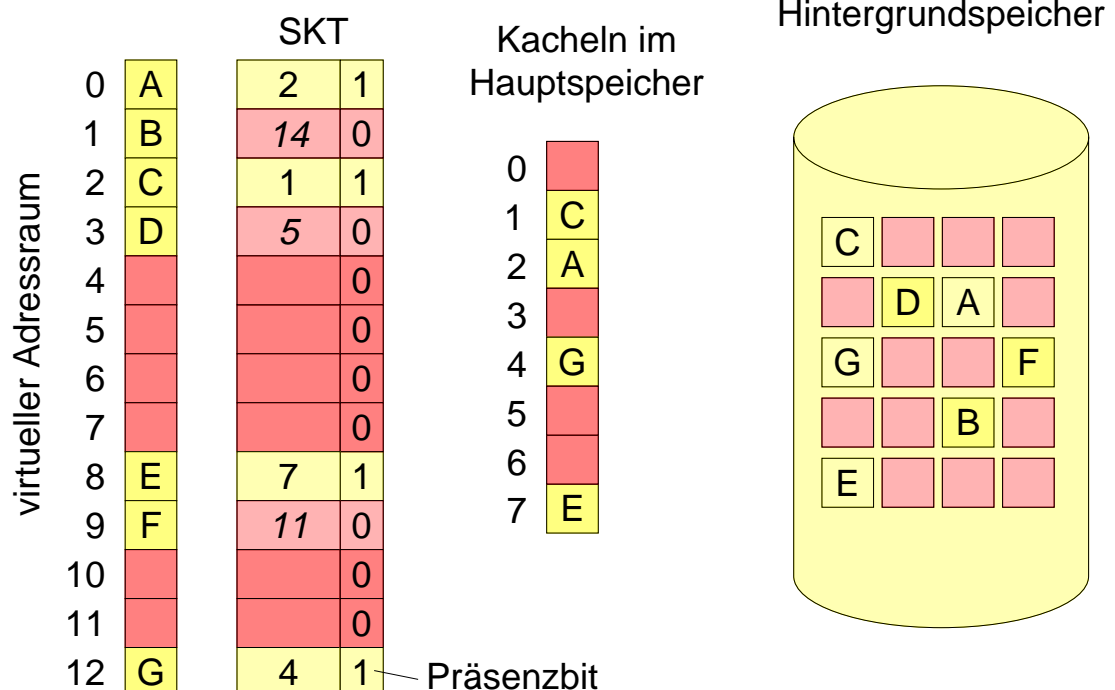 Hintergrundspeicher
SKT
Kacheln im
Hauptspeicher
virtueller Adressraum
0 A 2 1
1 B 14 0
2 C 1 1
3 D 5 0
4 0
5 0
6 0
7 0
8 E 7 1
9 F 11 0
10 0
11 0
12 G 4 1
Präsenzbit
0
1 C
2 A
3
4 G
5
6
7 E
C
D A
G F
B
E